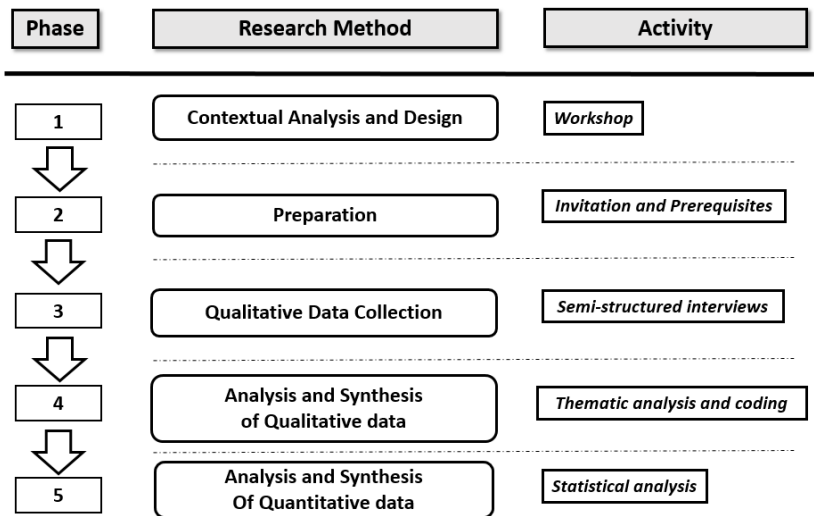 Phase Research Method Activity
1 Contextual Analysis and Design Workshop
2 Preparation Invitation and Prerequisites
3 Qualitative Data Collection Semi-structured interviews
4 Analysis and Synthesis
of Qualitative data Thematic analysis and coding
5 Analysis and Synthesis
Of Quantitative data Statistical analysis